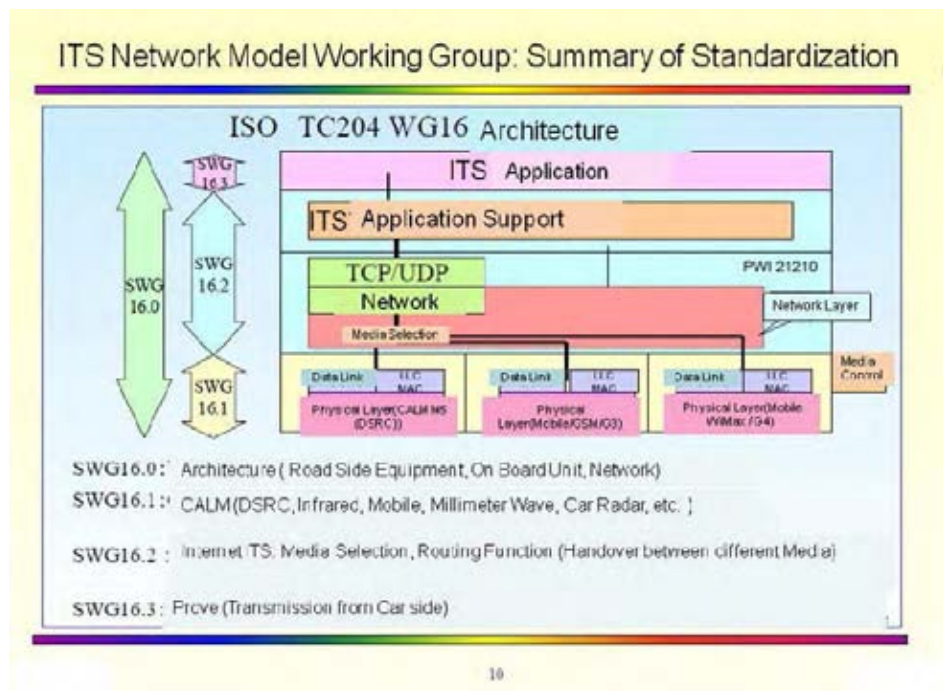 ITS Network Model Working Group: Summary of Standardization
ISO TC204 WG16 Architecture
SWG
16.3
ITS Application
ITS Application Support
SWG
16.0
SWG
16.2
TCP/UDP
Network
PWI 21210
Network Layer
Media Selection
SWG
16.1
Data Link
LLC
MAC
Physical Layer(CALM M5
(DSRC))
Data Link
LLC
MAC
Physical
Layer(Mobile/GSM/G3)
Data Link
LLC
MAC
Physical Layer(Mobile
WiMax /G4)
Media
Control
SWG16.0: Architecture ( Road Side Equipment, On Board Unit, Network)
SWG16.1: CALM(DSRC, Infrared, Mobile, Millimeter Wave, Car Radar, etc. )
SWG16.2 : Internet ITS: Media Selection, Routing Function (Handover between different Media)
SWG16.3: Prove (Transmission from Car side)
10